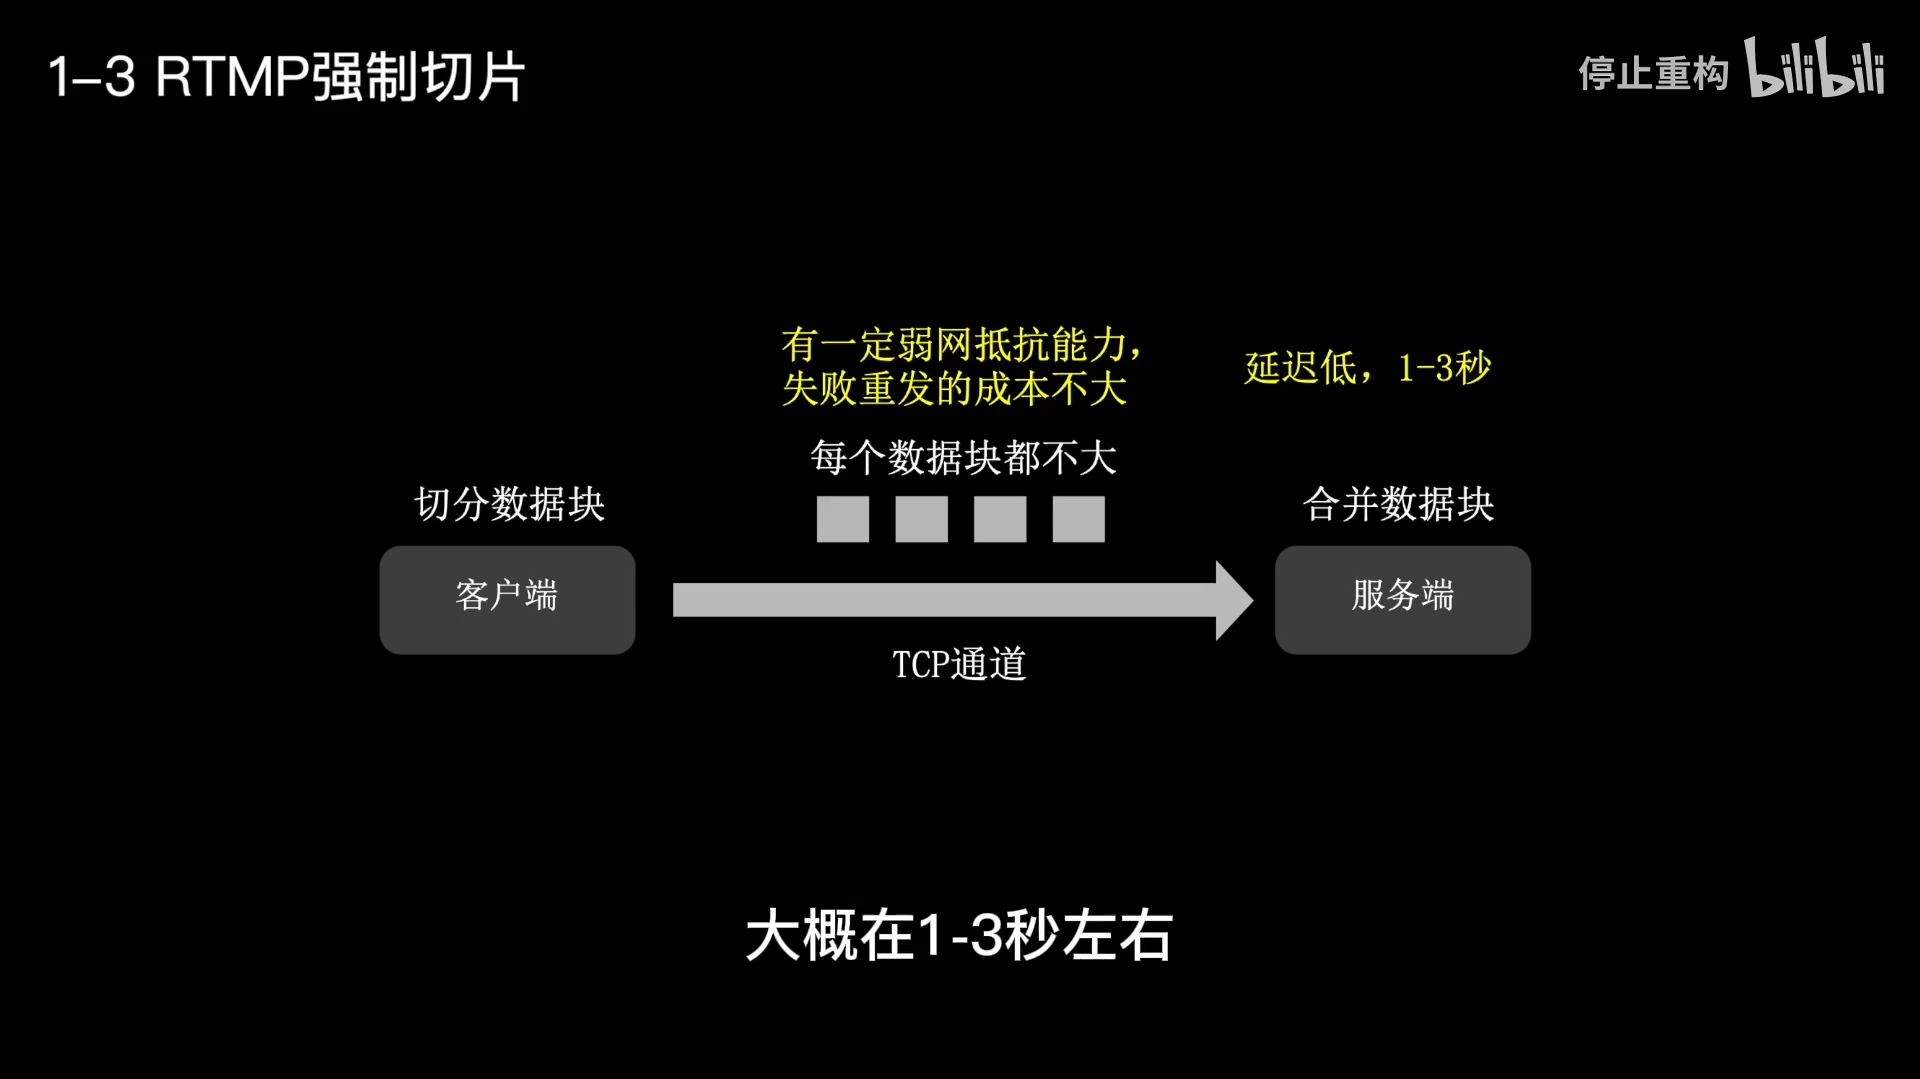 1-3 RTMP强制切片
停止重构 bilibili
有一定弱网抵抗能力，
失败重发的成本不大
延迟低，1-3秒
每个数据块都不大
切分数据块
合并数据块
客户端
服务端
TCP通道
大概在1-3秒左右